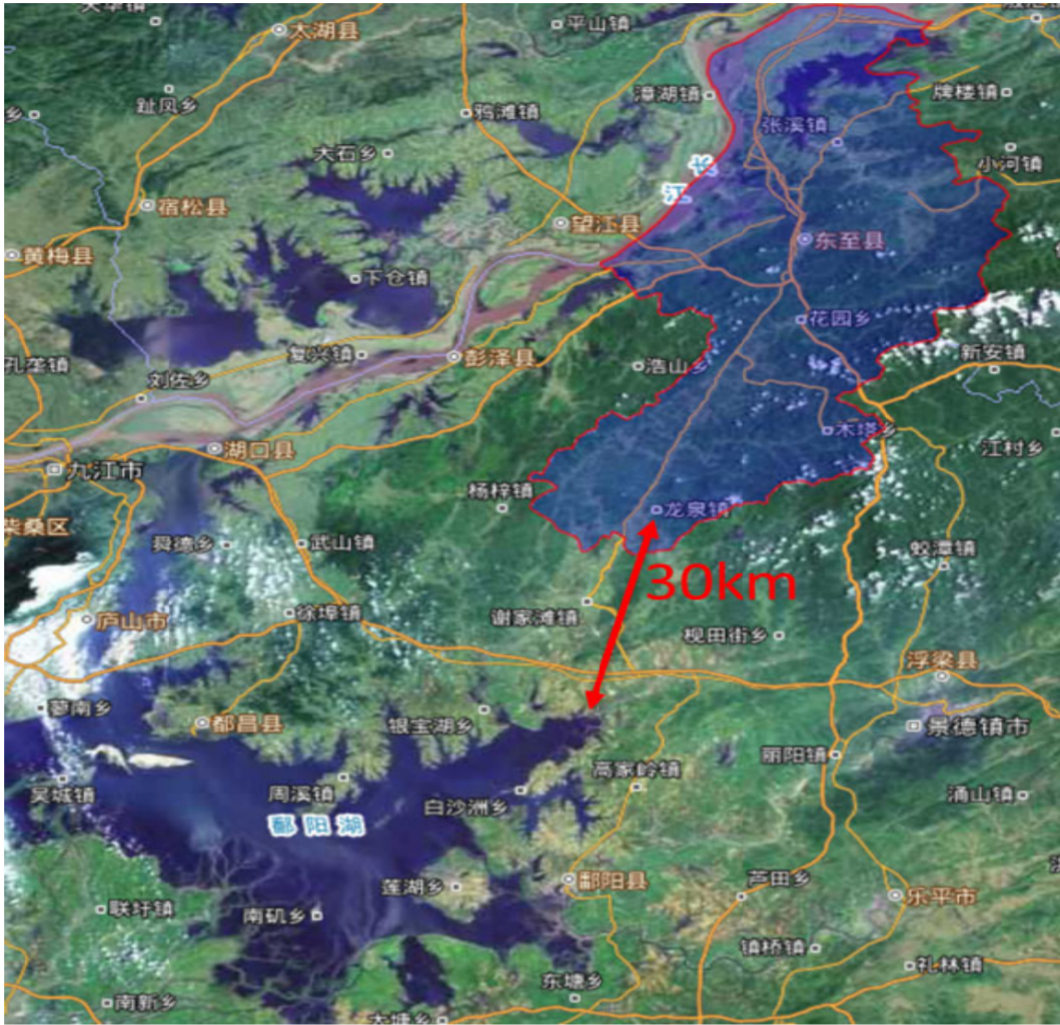 太湖县
平山镇
趾凤乡
鸦滩镇
漳湖镇
牌楼镇
张溪镇
大石乡
小河镇
长江
宿松县
望江县
东至县
黄梅县
下仓镇
花园乡
孔垄镇
复兴镇
彭泽县
浩山乡
新安镇
刘佐乡
木塔乡
湖口县
江村乡
九江市
杨梓镇
龙泉镇
柴桑区
舜德乡
武山镇
蛟潭镇
30km
庐山市
徐埠镇
谢家滩镇
枧田街乡
浮梁县
蓼南乡
都昌县
银宝湖乡
景德镇市
丽阳镇
高家岭镇
吴城镇
周溪镇
白沙洲乡
涌山镇
鄱阳湖
莲湖乡
鄱阳县
芦田乡
乐平市
联圩镇
南矶乡
镇桥镇
礼林镇
东塘乡
南新乡